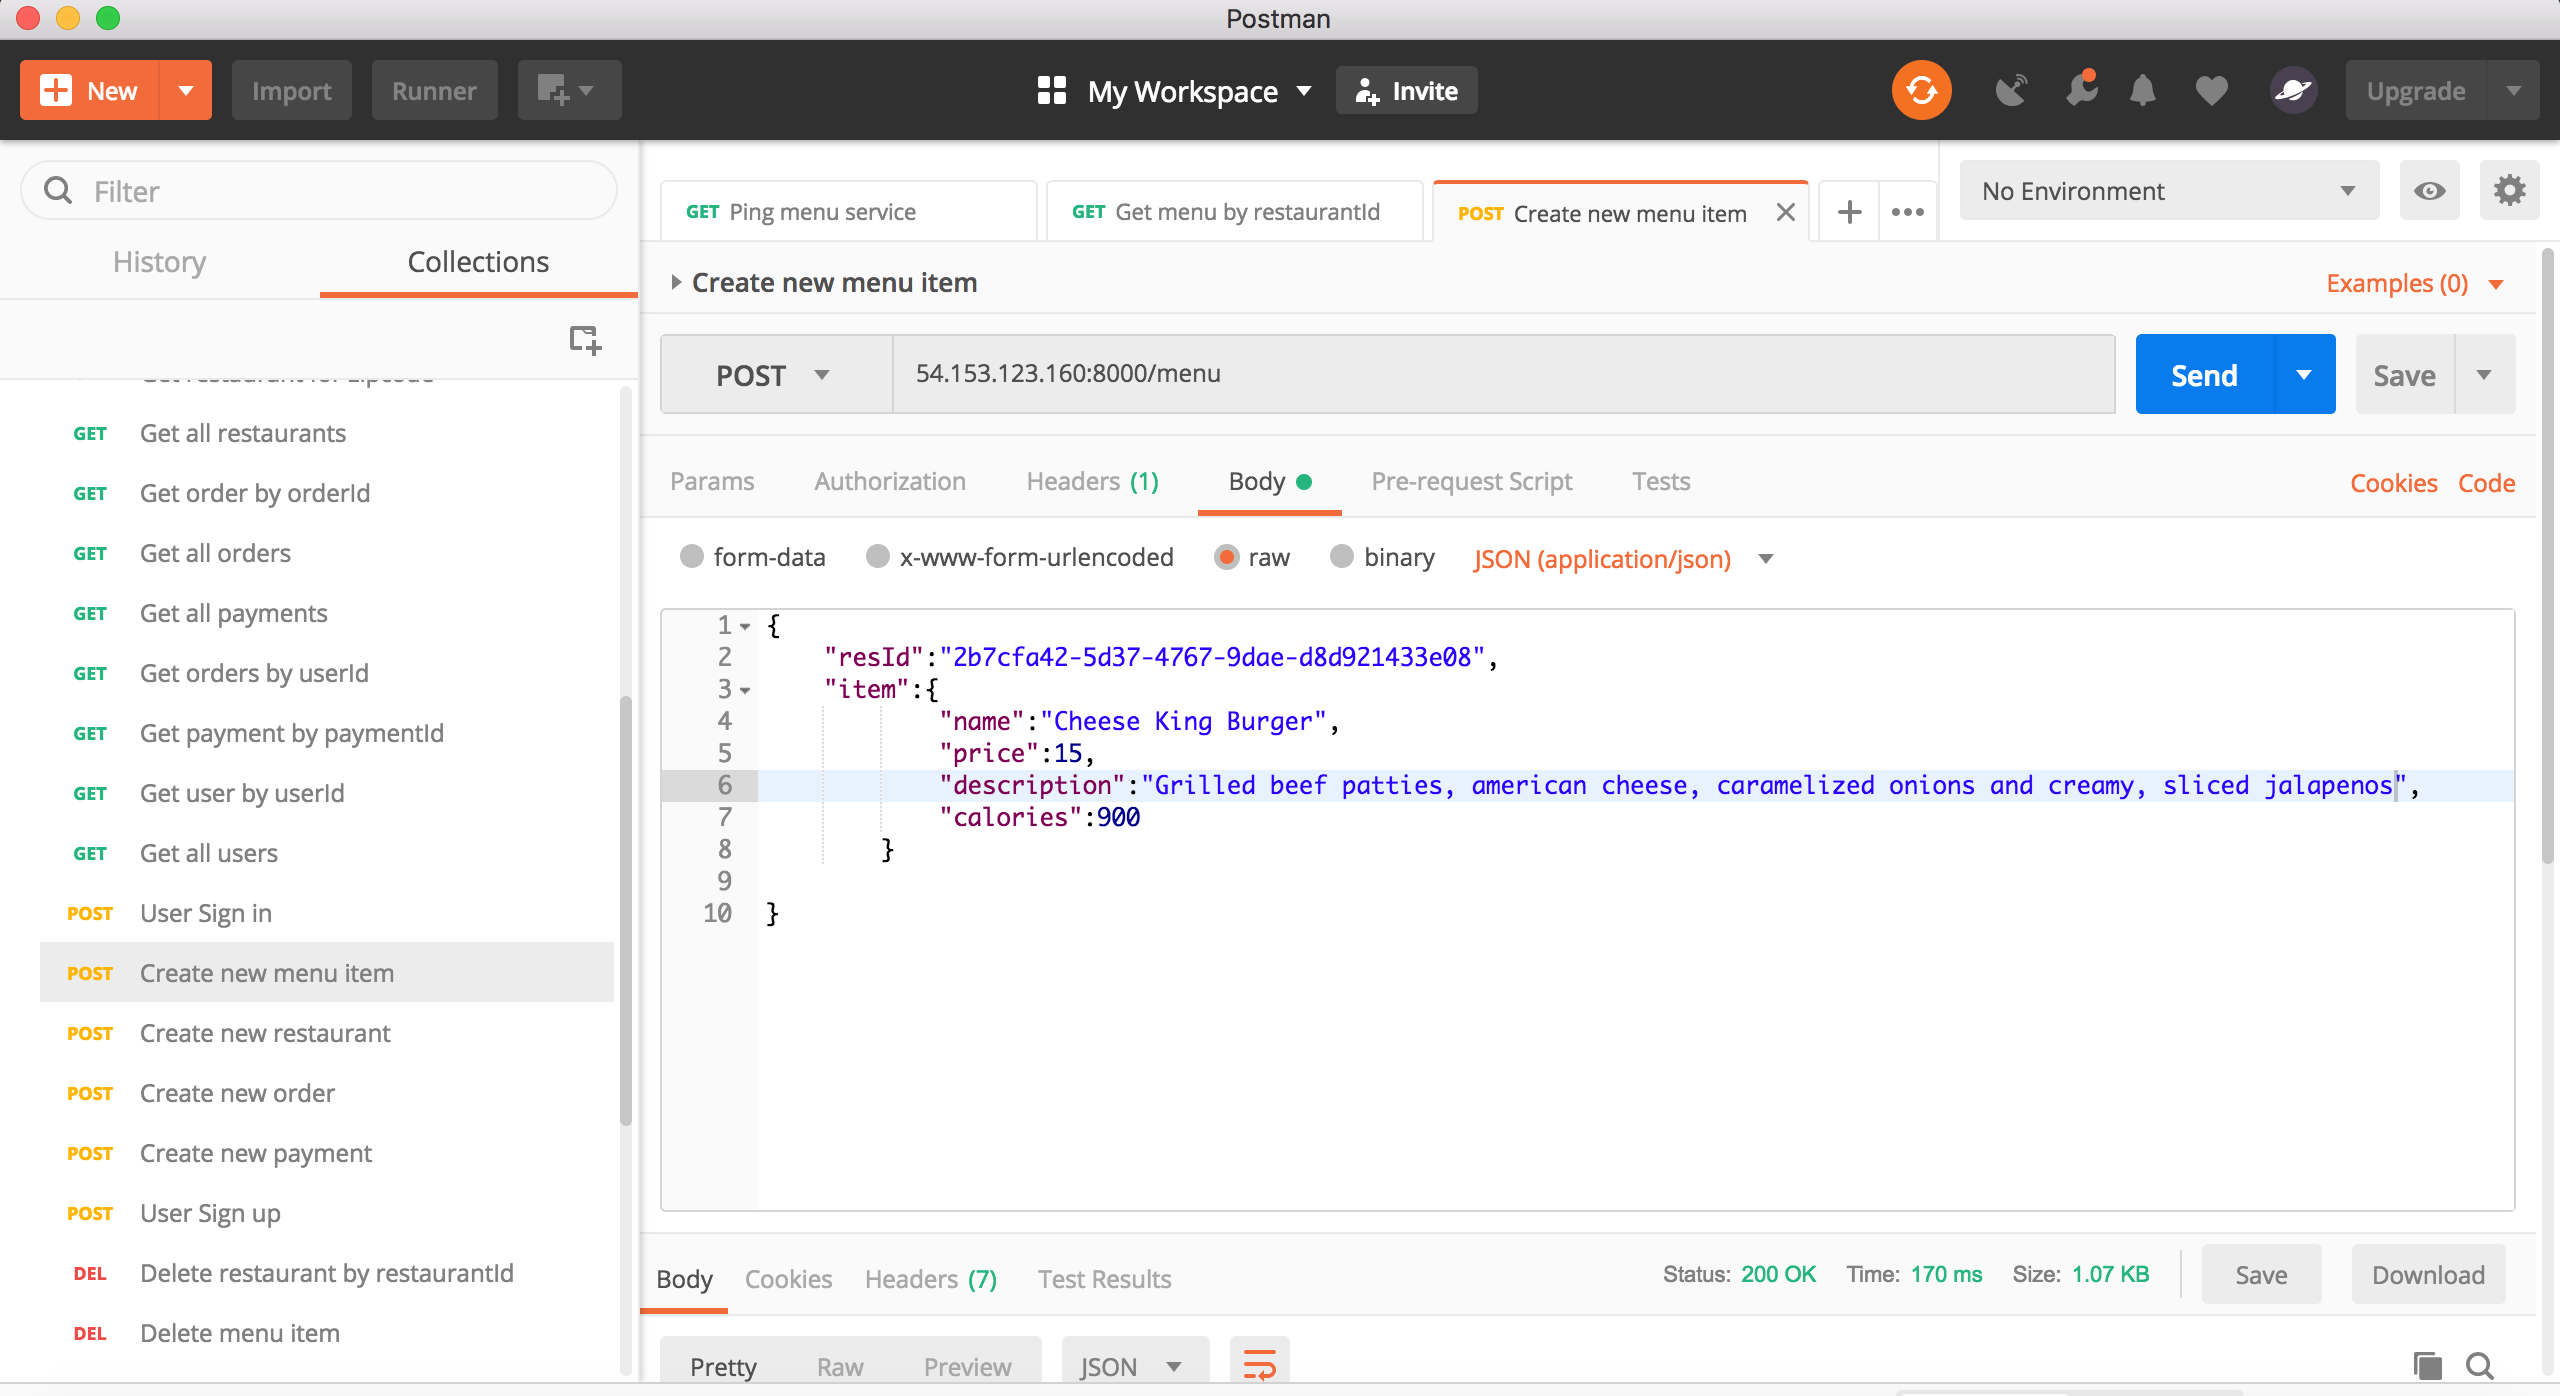 Postman
New
Import
Runner
My Workspace
Invite
Upgrade
Filter
History
Collections
Get restaurant for zipcode
GET Get all restaurants
GET Get order by orderId
GET Get all orders
GET Get all payments
GET Get orders by userId
GET Get payment by paymentId
GET Get user by userId
GET Get all users
POST User Sign in
POST Create new menu item
POST Create new restaurant
POST Create new order
POST Create new payment
POST User Sign up
DEL Delete restaurant by restaurantId
DEL Delete menu item
GET Ping menu service
GET Get menu by restaurantId
POST Create new menu item
No Environment
Create new menu item
Examples (0)
POST
54.153.123.160:8000/menu
Send
Save
Params
Authorization
Headers (1)
Body
Pre-request Script
Tests
Cookies
Code
form-data
x-www-form-urlencoded
raw
binary
JSON (application/json)
1 {
2 "resId":"2b7cfa42-5d37-4767-9dae-d8d921433e08",
3 "item":{
4 "name":"Cheese King Burger",
5 "price":15,
6 "description":"Grilled beef patties, american cheese, caramelized onions and creamy, sliced jalapenos",
7 "calories":900
8 }
9
10 }
Body
Cookies
Headers (7)
Test Results
Status: 200 OK
Time: 170 ms
Size: 1.07 KB
Save
Download
Pretty
Raw
Preview
JSON